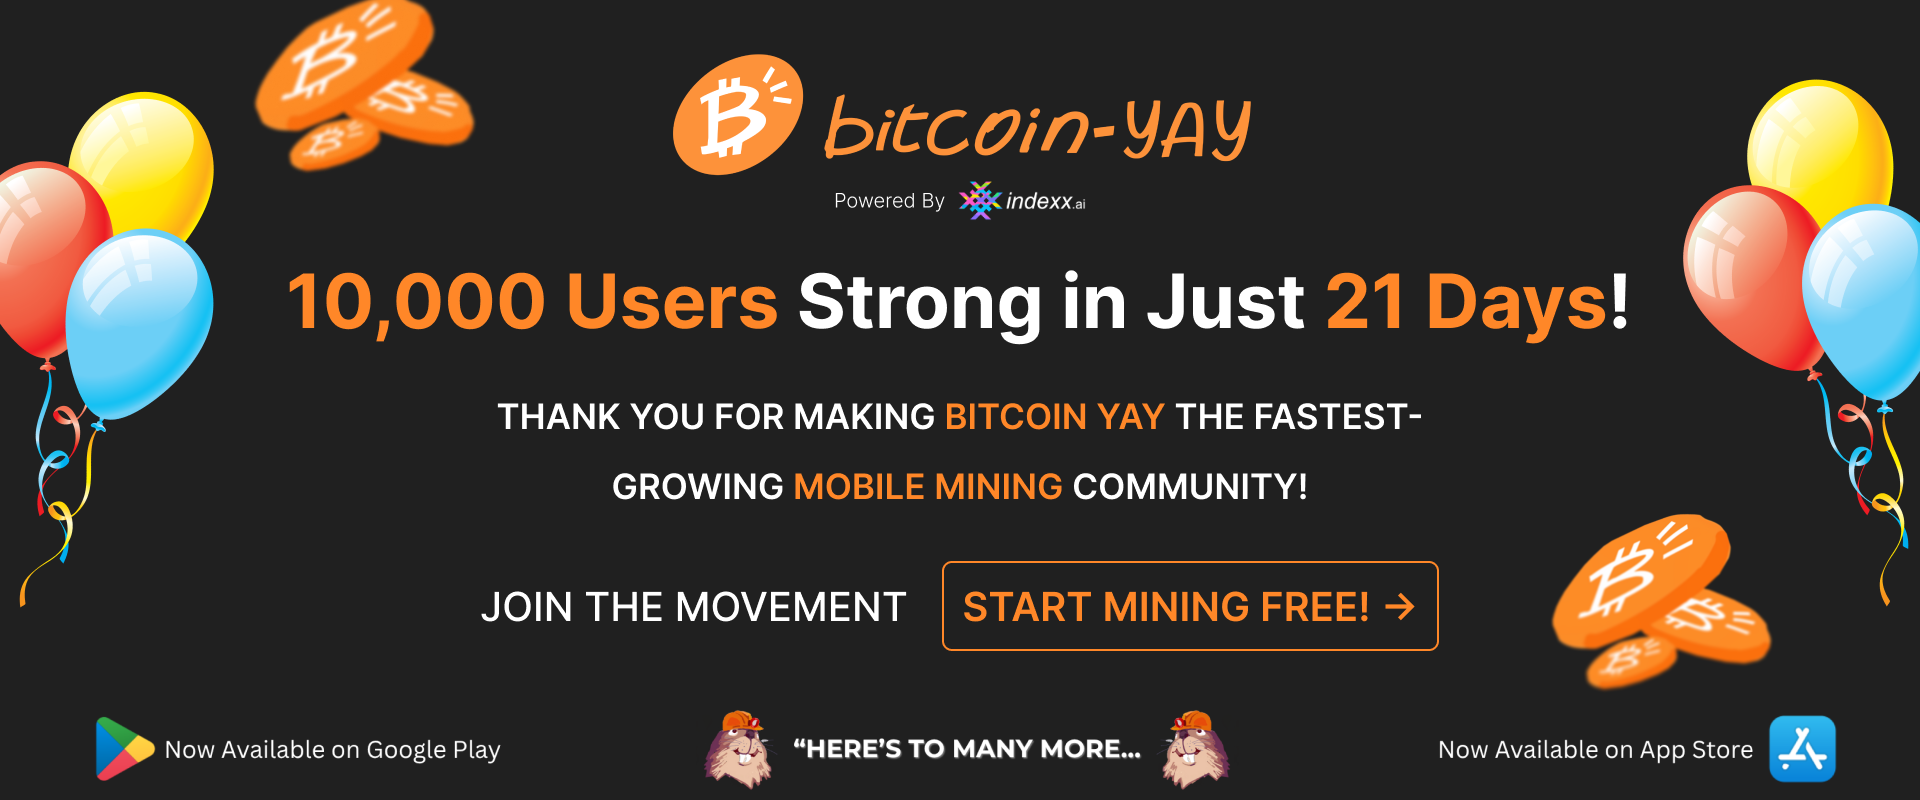 bitcoin-YAY
Powered By indexx.ai
10,000 Users Strong in Just 21 Days!
THANK YOU FOR MAKING BITCOIN YAY THE FASTEST-
GROWING MOBILE MINING COMMUNITY!
JOIN THE MOVEMENT START MINING FREE! →
Now Available on Google Play
“HERE’S TO MANY MORE...
Now Available on App Store